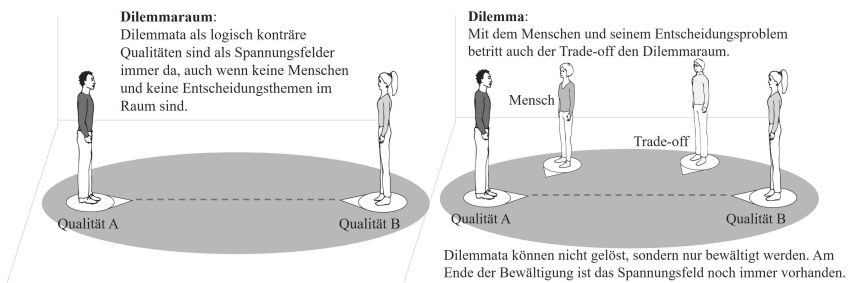 Dilemmaraum:
Dilemmata als logisch konträre
Qualitäten sind als Spannungsfelder
immer da, auch wenn keine Menschen
und keine Entscheidungsthemen im
Raum sind.
Qualität A
Qualität B
Dilemma:
Mit dem Menschen und seinem Entscheidungsproblem
betritt auch der Trade-off den Dilemmaraum.
Mensch
Trade-off
Qualität A
Qualität B
Dilemmata können nicht gelöst, sondern nur bewältigt werden. Am
Ende der Bewältigung ist das Spannungsfeld noch immer vorhanden.